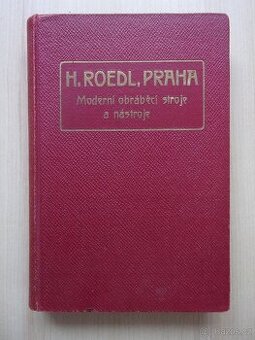 H. ROEDL, PRAHA
Moderní obráběcí stroje
a nástroje